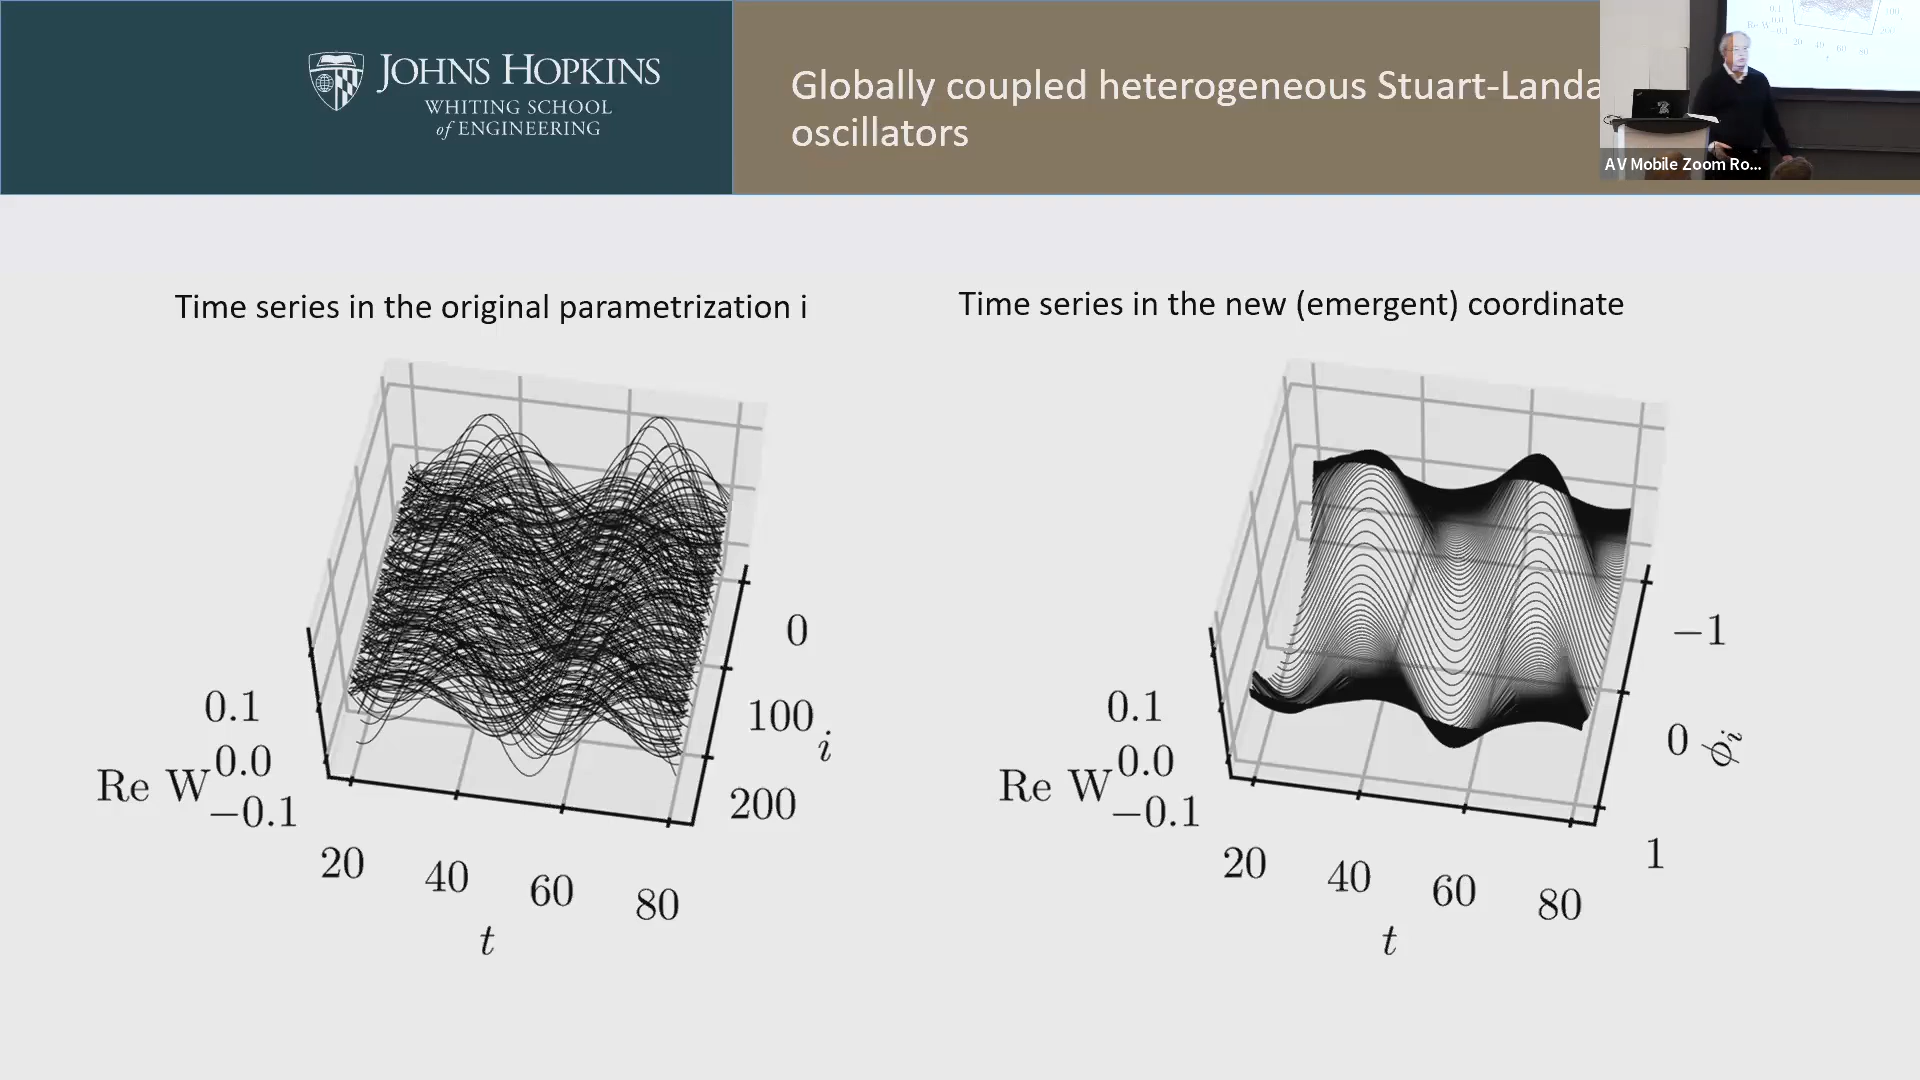 JOHNS HOPKINS
WHITING SCHOOL
of ENGINEERING
Globally coupled heterogeneous Stuart-Landa
oscillators
AV Mobile Zoom Ro...
Time series in the original parametrization i
0.1
0.0
Re W
−0.1
20
40
60
80
t
0
100
i
200
Time series in the new (emergent) coordinate
0.1
0.0
Re W
−0.1
20
40
60
80
t
−1
0
ϕi
1